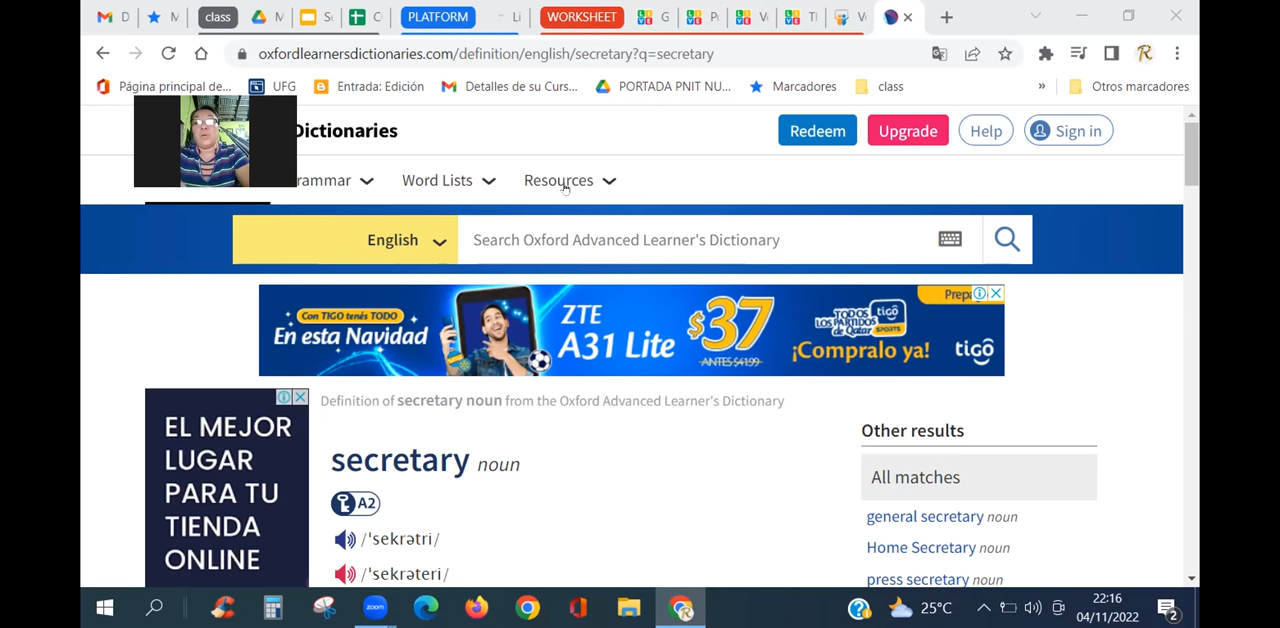 D
M
class
M
S
C
PLATFORM
Li
WORKSHEET
G
P
V
T
V
oxfordlearnersdictionaries.com/definition/english/secretary?q=secretary
Página principal de...
UFG
Entrada: Edición
Detalles de su Curs...
PORTADA PNIT NU...
Marcadores
class
»
Otros marcadores
Dictionaries
Redeem
Upgrade
Help
Sign in
rammar
Word Lists
Resources
English
Search Oxford Advanced Learner's Dictionary
Con TIGO tenés TODO
En esta Navidad
ZTE
A31 Lite
$37
ANTES $41.99
TODOS
LOS PARTIDOS
de Qatar
tigo
SPORTS
¡Compralo ya!
Prepa
tigo
EL MEJOR
LUGAR
PARA TU
TIENDA
ONLINE
Definition of secretary noun from the Oxford Advanced Learner's Dictionary
secretary noun
A2
/ˈsekrətri/
/ˈsekrəteri/
Other results
All matches
general secretary noun
Home Secretary noun
press secretary noun
zoom
25°C
22:16
04/11/2022
2